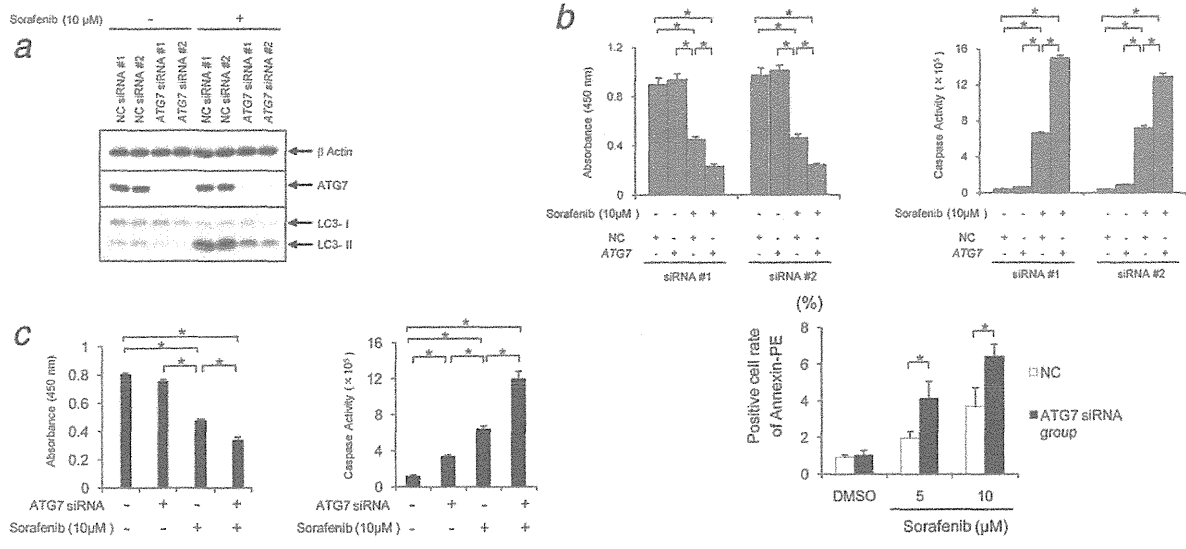 Sorafenib (10 μM)
-
+
a
NC siRNA #1
NC siRNA #2
ATG7 siRNA #1
ATG7 siRNA #2
NC siRNA #1
NC siRNA #2
ATG7 siRNA #1
ATG7 siRNA #2
β Actin
ATG7
LC3- I
LC3- II
b
* * * *
* *
* *
Absorbance (450 nm)
1.2
0.9
0.6
0.3
0
Sorafenib (10μM) - - + + - - + +
NC + - + - + - + -
ATG7 - + - + - + - +
siRNA #1 siRNA #2
* * * *
* *
* *
Caspase Activity (×10⁵)
16
12
8
4
0
Sorafenib (10μM) - - + + - - + +
NC + - + - + - + -
ATG7 - + - + - + - +
siRNA #1 siRNA #2
(%)
Positive cell rate
of Annexin-PE
8
6
4
2
0
* *
DMSO 5 10
Sorafenib (μM)
NC
ATG7 siRNA
group
c
*
*
* *
Absorbance (450 nm)
1
0.8
0.6
0.4
0.2
0
ATG7 siRNA - + - +
Sorafenib (10μM) - - + +
*
*
* * *
Caspase Activity (×10⁵)
16
12
8
4
0
ATG7 siRNA - + - +
Sorafenib (10μM) - - + +